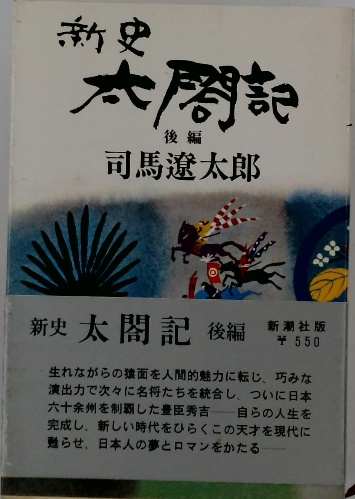 新史
太閤記
後編
司馬遼太郎
新史 太閤記 後編
新潮社版
¥550
生れながらの猿面を人間的魅力に転じ、巧みな
演出力で次々に名将たちを統合し、ついに日本
六十余州を制覇した豊臣秀吉――自らの人生を
完成し、新しい時代をひらくこの天才を現代に
甦らせ、日本人の夢とロマンをかたる………